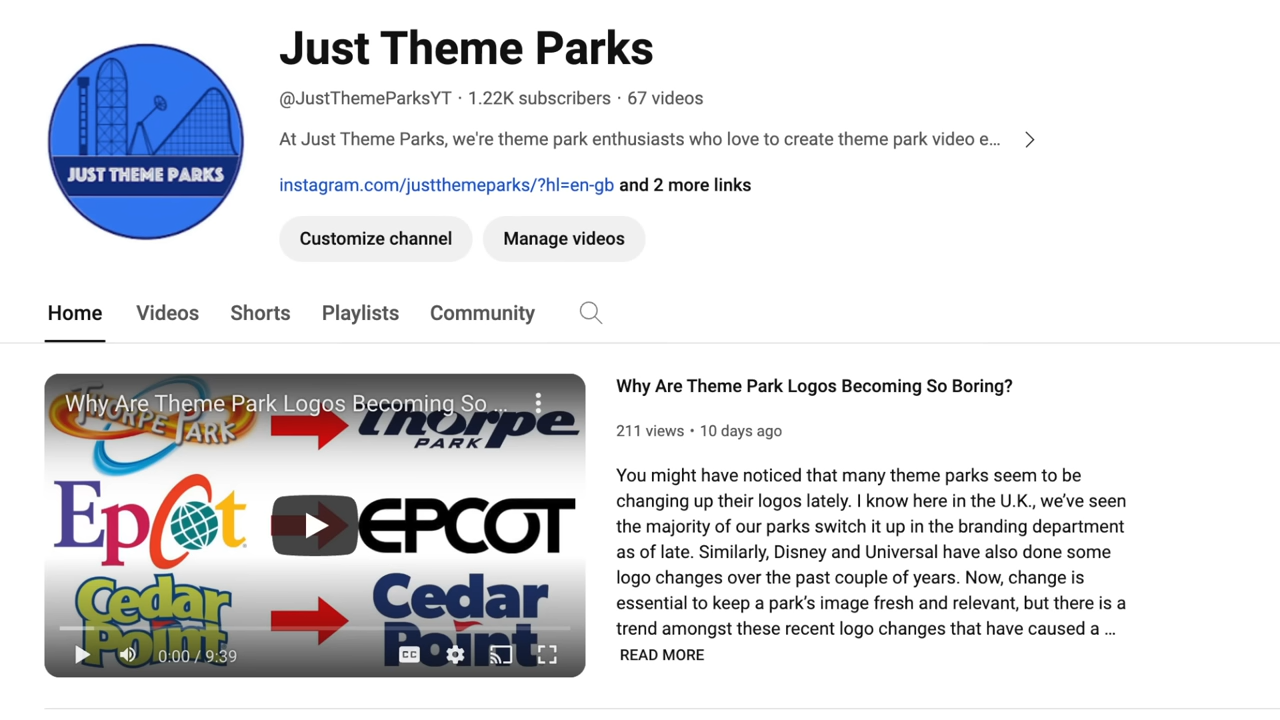 Just Theme Parks
@JustThemeParksYT · 1.22K subscribers · 67 videos
At Just Theme Parks, we're theme park enthusiasts who love to create theme park video e...
instagram.com/justthemeparks/?hl=en-gb and 2 more links
JUST THEME PARKS
Customize channel Manage videos
Home Videos Shorts Playlists Community
Why Are Theme Park Logos Becoming So ...
THORPE PARK
thorpe
PARK
Epcot
EPCOT
Cedar
Point
Cedar
Point
0:00 / 9:39
CC
Why Are Theme Park Logos Becoming So Boring?
211 views • 10 days ago
You might have noticed that many theme parks seem to be
changing up their logos lately. I know here in the U.K., we’ve seen
the majority of our parks switch it up in the branding department
as of late. Similarly, Disney and Universal have also done some
logo changes over the past couple of years. Now, change is
essential to keep a park’s image fresh and relevant, but there is a
trend amongst these recent logo changes that have caused a ...
READ MORE